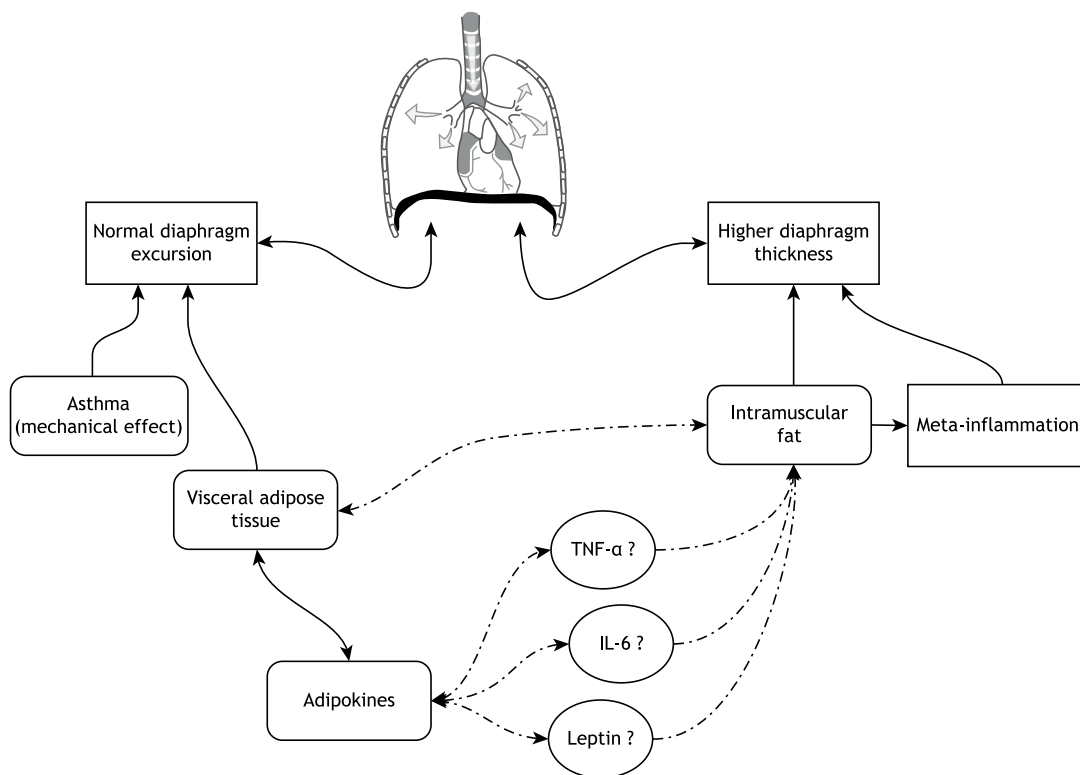 Normal diaphragm
excursion
Higher diaphragm
thickness
Asthma
(mechanical effect)
Intramuscular
fat
Meta-inflammation
Visceral adipose
tissue
TNF-α ?
IL-6 ?
Adipokines
Leptin ?